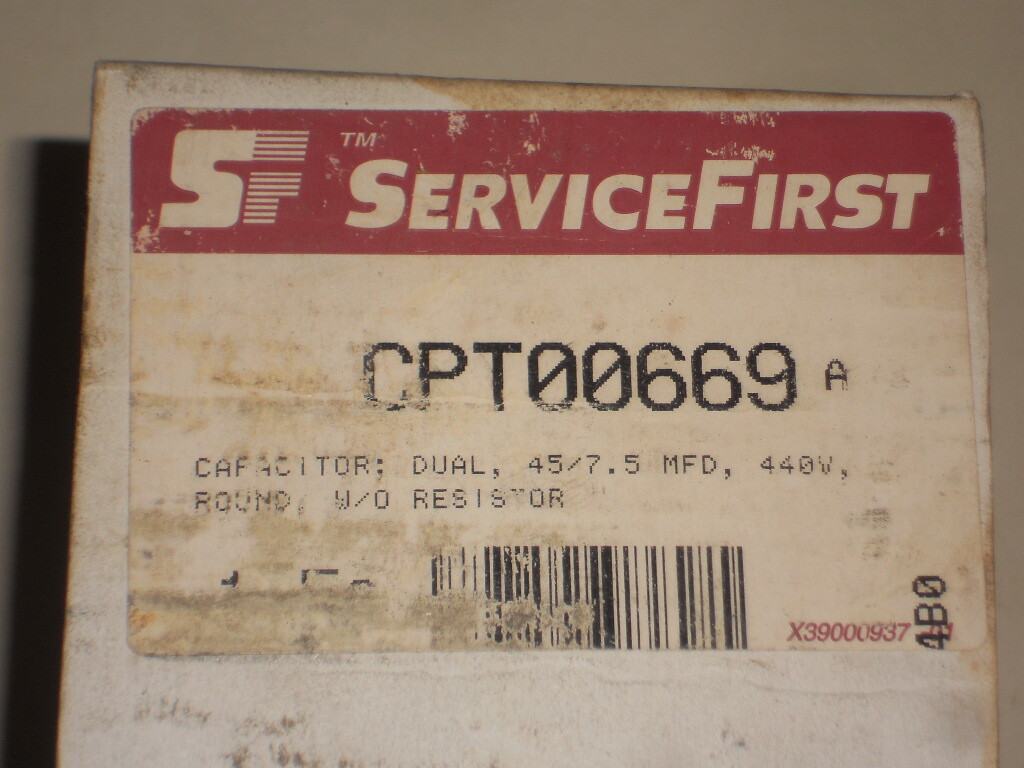 SF TM SERVICEFIRST
CPT00669 A
CAPACITOR; DUAL, 45/7.5 MFD, 440V,
ROUND, W/O RESISTOR
X39000937
4B0